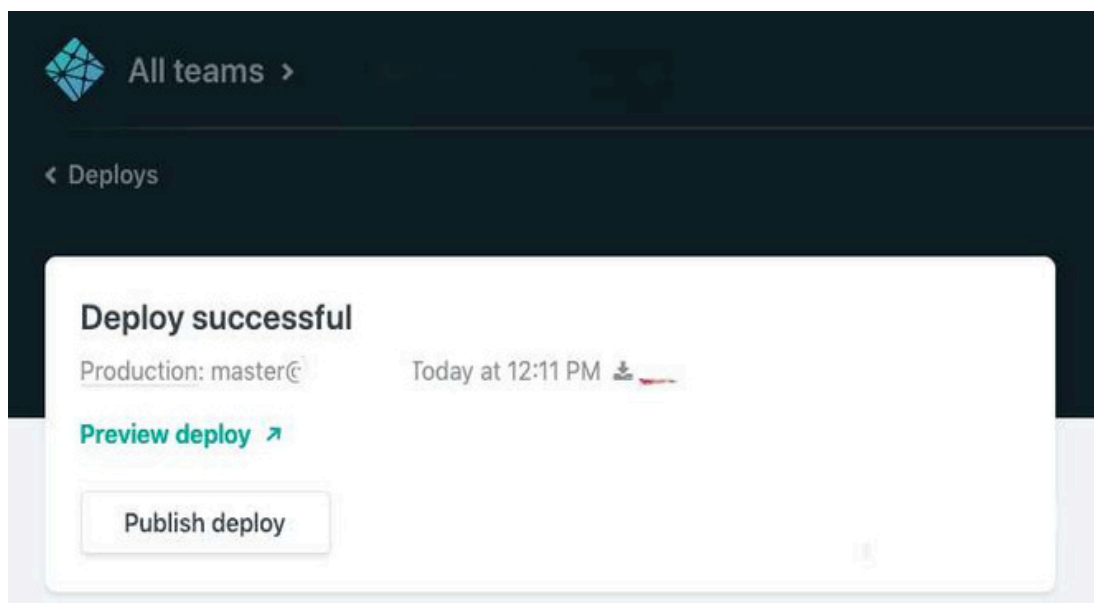 All teams >
< Deploys
Deploy successful
Production: master@ Today at 12:11 PM
Preview deploy ↗
Publish deploy